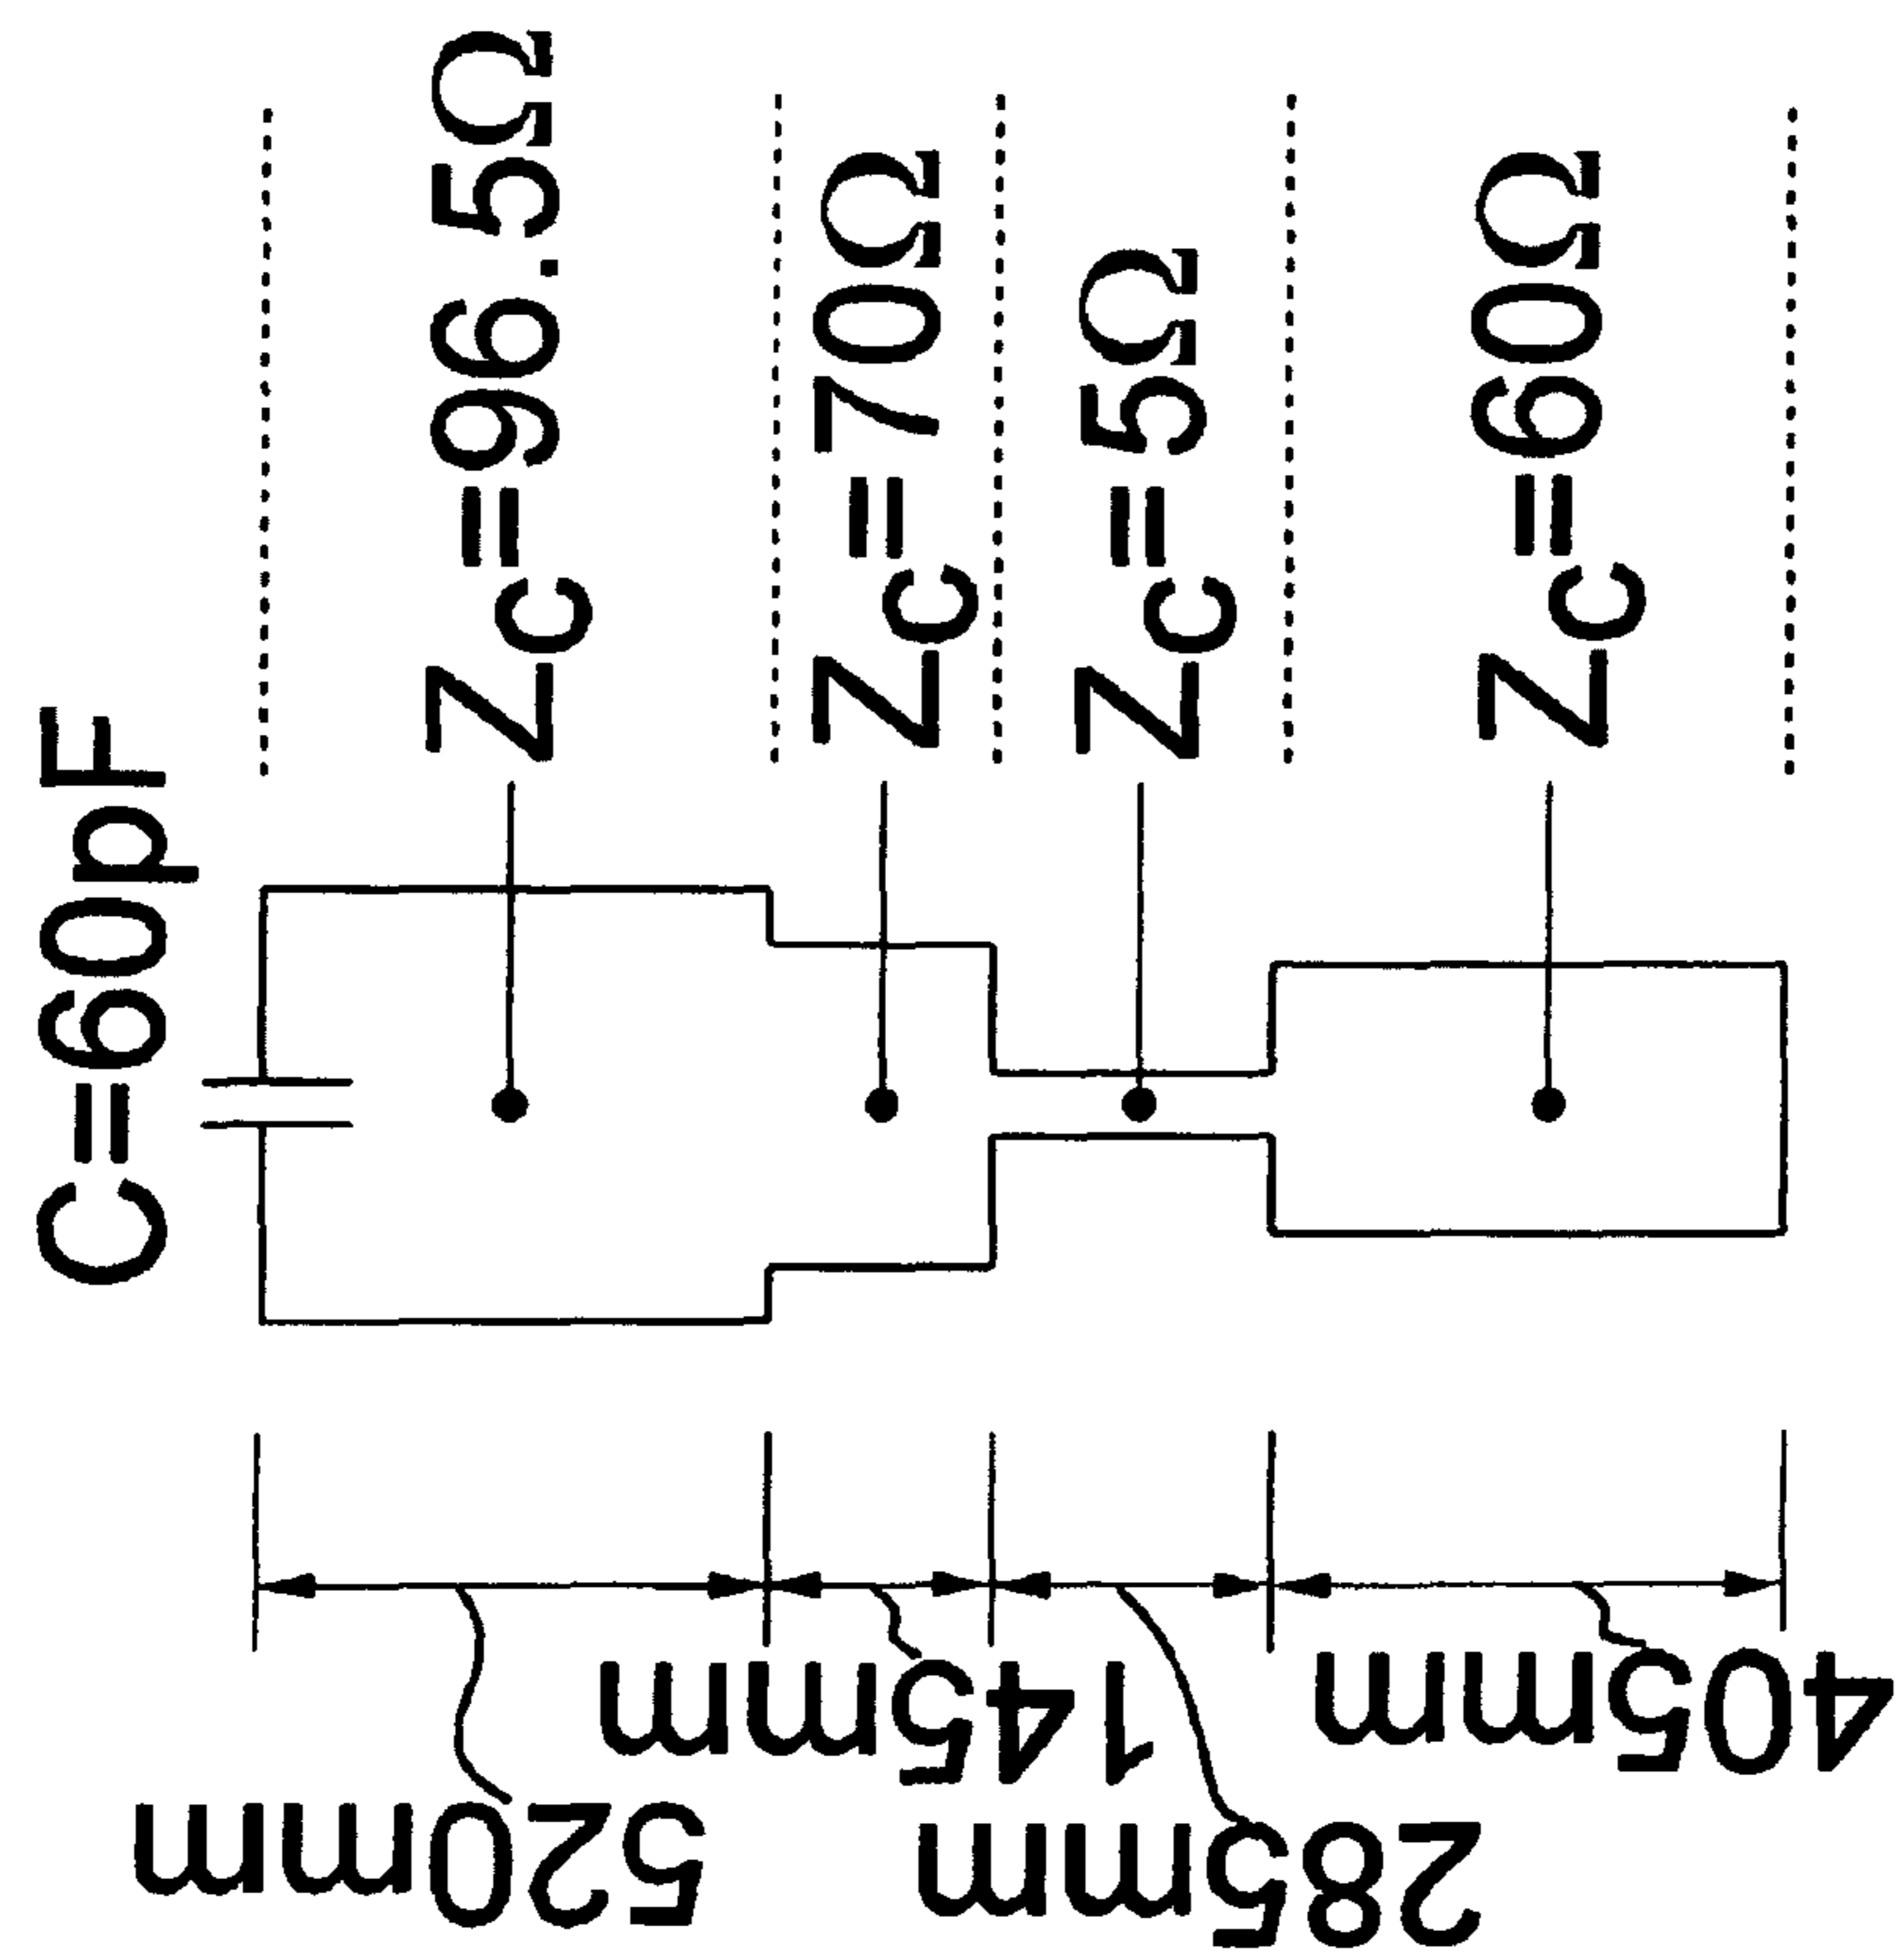 C=60pF
Zc=96.5Ω
Zc=70Ω
Zc=5Ω
Zc=60Ω
520mm
145mm
285mm
405mm